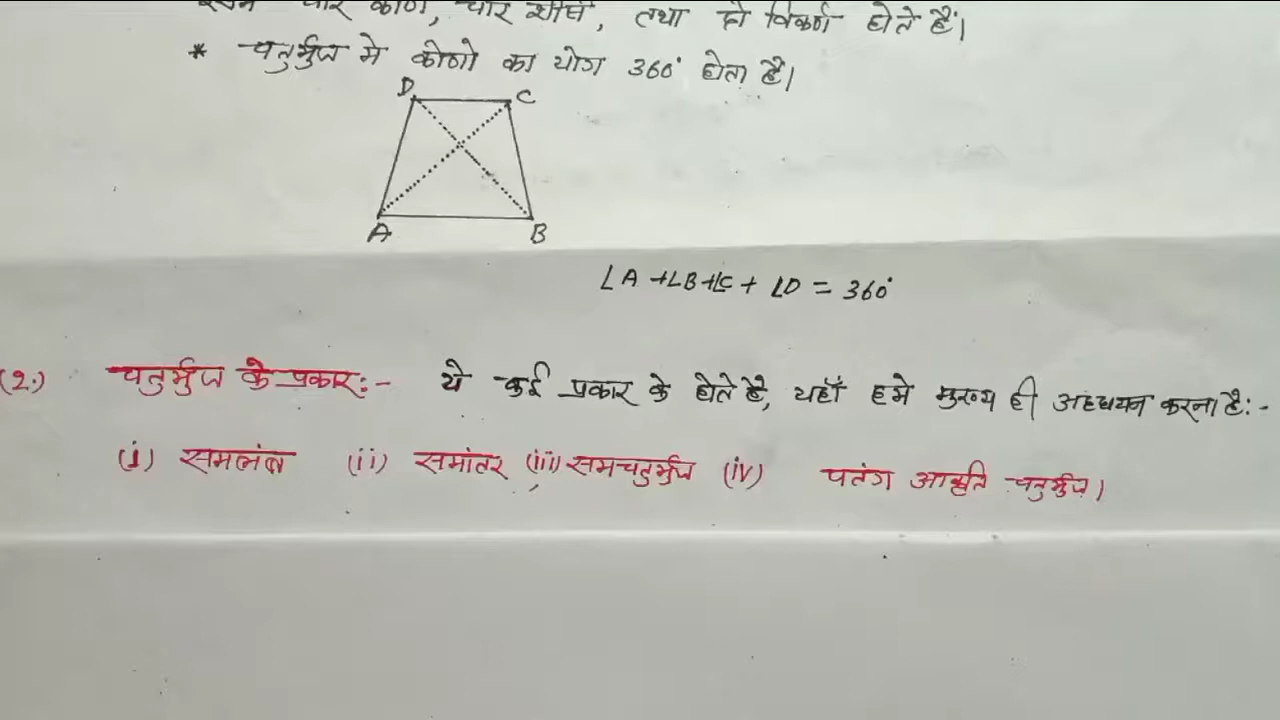 चार कोण, चार शीर्ष, तथा दो विकर्ण होते हैं।
* चतुर्भुज मे कोणो का योग 360° होता है।
D C
A B
∠A+∠B+∠C+ ∠D = 360°
(2.) चतुर्भुज के प्रकार:- ये कई प्रकार के होते है, यहाँ हमे मुख्य ही अध्ययन करना है:-
(i) समलंब (ii) समांतर (iii) समचतुर्भुज (iv) पतंग आकृति चतुर्भुज।